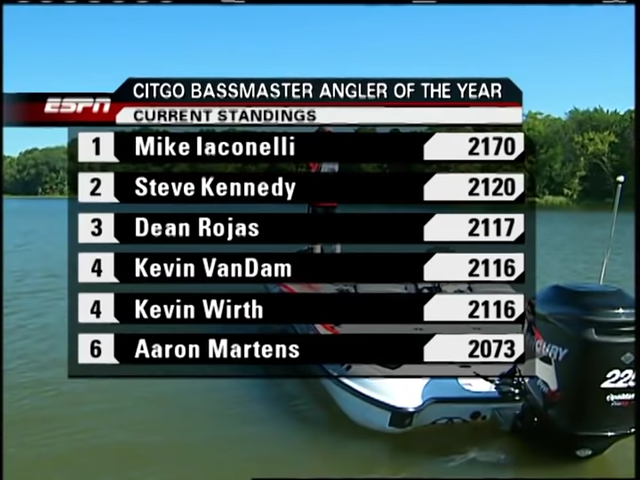 ESPN
CITGO BASSMASTER ANGLER OF THE YEAR
CURRENT STANDINGS
1 Mike Iaconelli 2170
2 Steve Kennedy 2120
3 Dean Rojas 2117
4 Kevin VanDam 2116
4 Kevin Wirth 2116
6 Aaron Martens 2073
225